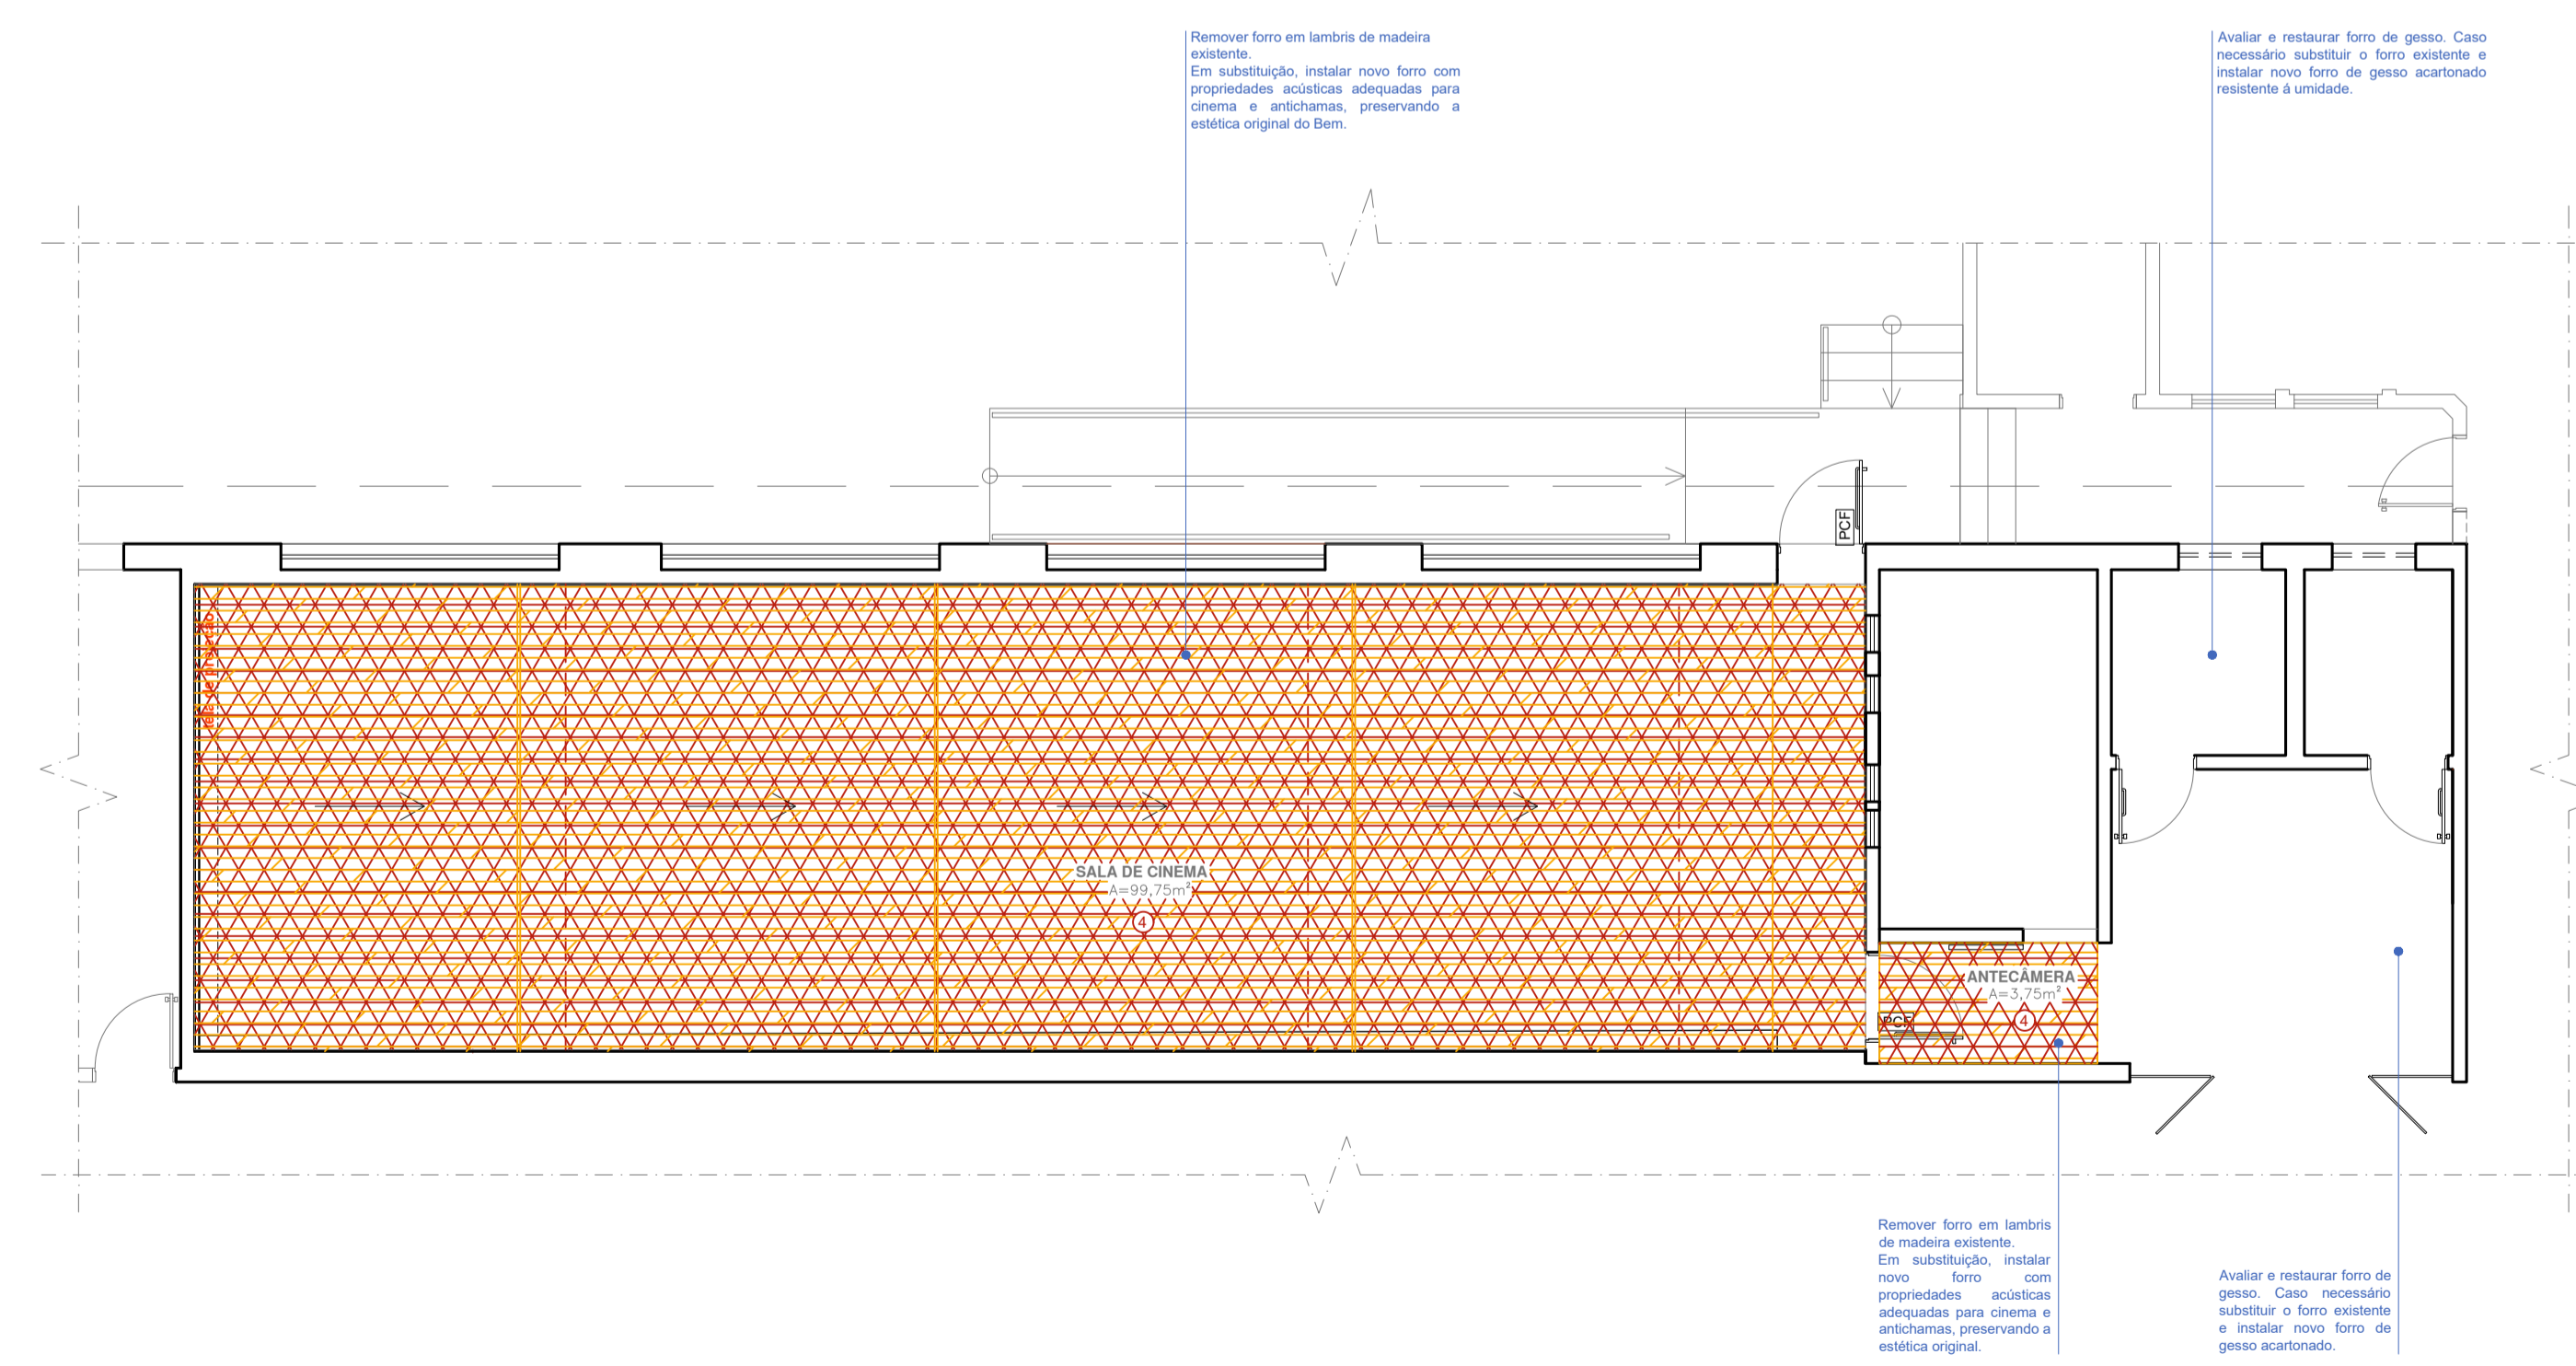 Remover forro em lambris de madeira
existente.
Em substituição, instalar novo forro com
propriedades acústicas adequadas para
cinema e antichamas, preservando a
estética original do Bem.
Avaliar e restaurar forro de gesso. Caso
necessário substituir o forro existente e
instalar novo forro de gesso acartonado
resistente á umidade.
PCF
tela de projeção
SALA DE CINEMA
A=99,75m²
4
ANTECÂMERA
A=3,75m²
4
PCF
Remover forro em lambris
de madeira existente.
Em substituição, instalar
novo forro com
propriedades acústicas
adequadas para cinema e
antichamas, preservando a
estética original.
Avaliar e restaurar forro de
gesso. Caso necessário
substituir o forro existente
e instalar novo forro de
gesso acartonado.